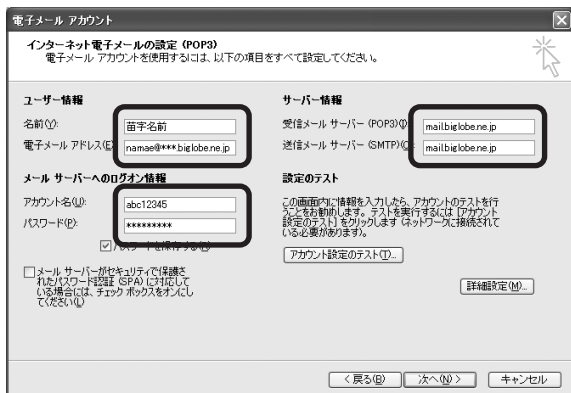 電子メール アカウント
インターネット電子メールの設定 (POP3)
電子メール アカウントを使用するには、以下の項目をすべて設定してください。
ユーザー情報
名前(Y):
苗字名前
電子メール アドレス(E)
namae@***.biglobe.ne.jp
サーバー情報
受信メール サーバー (POP3)(I)
mail.biglobe.ne.jp
送信メール サーバー (SMTP)(O)
mail.biglobe.ne.jp
メール サーバーへのログオン情報
アカウント名(U):
abc12345
パスワード(P):
*********
パスワードを保存する(R)
メール サーバーがセキュリティで保護さ
れたパスワード認証 (SPA) に対応して
いる場合には、チェック ボックスをオンにし
てください(L)
設定のテスト
この画面内に情報を入力したら、アカウントのテストを行
うことをお勧めします。テストを実行するには [アカウント
設定のテスト] をクリックします (ネットワークに接続されて
いる必要があります)。
アカウント設定のテスト(T)...
詳細設定(M)...
< 戻る(B)
次へ(N) >
キャンセル